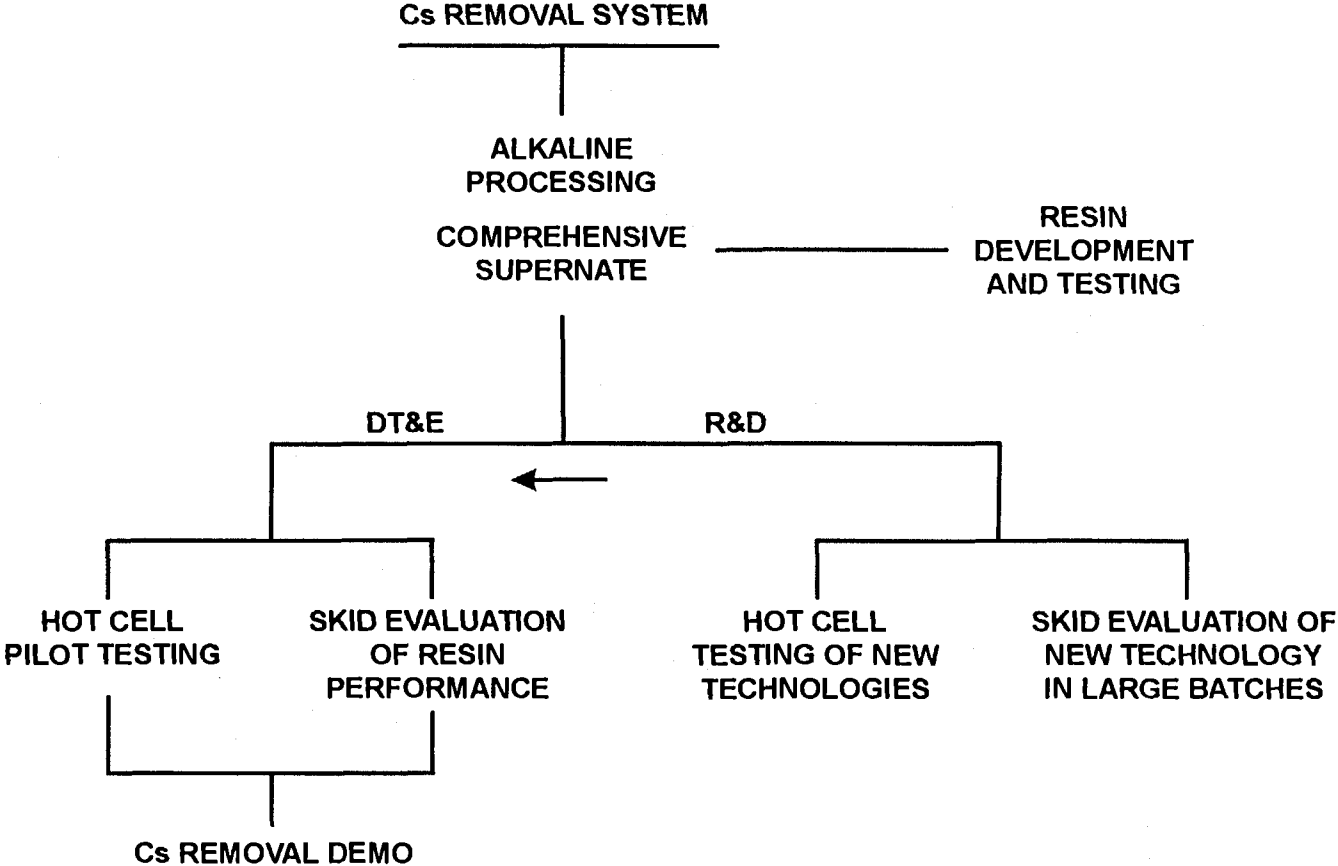 Cs REMOVAL SYSTEM
ALKALINE
PROCESSING
COMPREHENSIVE
SUPERNATE
RESIN
DEVELOPMENT
AND TESTING
DT&E
R&D
HOT CELL
PILOT TESTING
SKID EVALUATION
OF RESIN
PERFORMANCE
HOT CELL
TESTING OF NEW
TECHNOLOGIES
SKID EVALUATION OF
NEW TECHNOLOGY
IN LARGE BATCHES
Cs REMOVAL DEMO